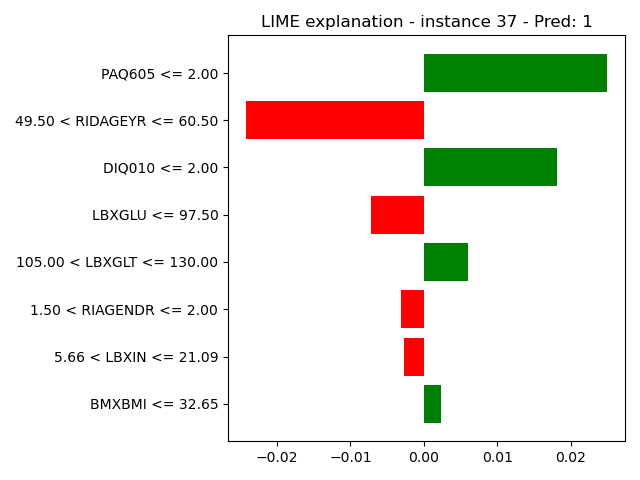 LIME explanation - instance 37 - Pred: 1
PAQ605 <= 2.00
49.50 < RIDAGEYR <= 60.50
DIQ010 <= 2.00
LBXGLU <= 97.50
105.00 < LBXGLT <= 130.00
1.50 < RIAGENDR <= 2.00
5.66 < LBXIN <= 21.09
BMXBMI <= 32.65
−0.02 −0.01 0.00 0.01 0.02